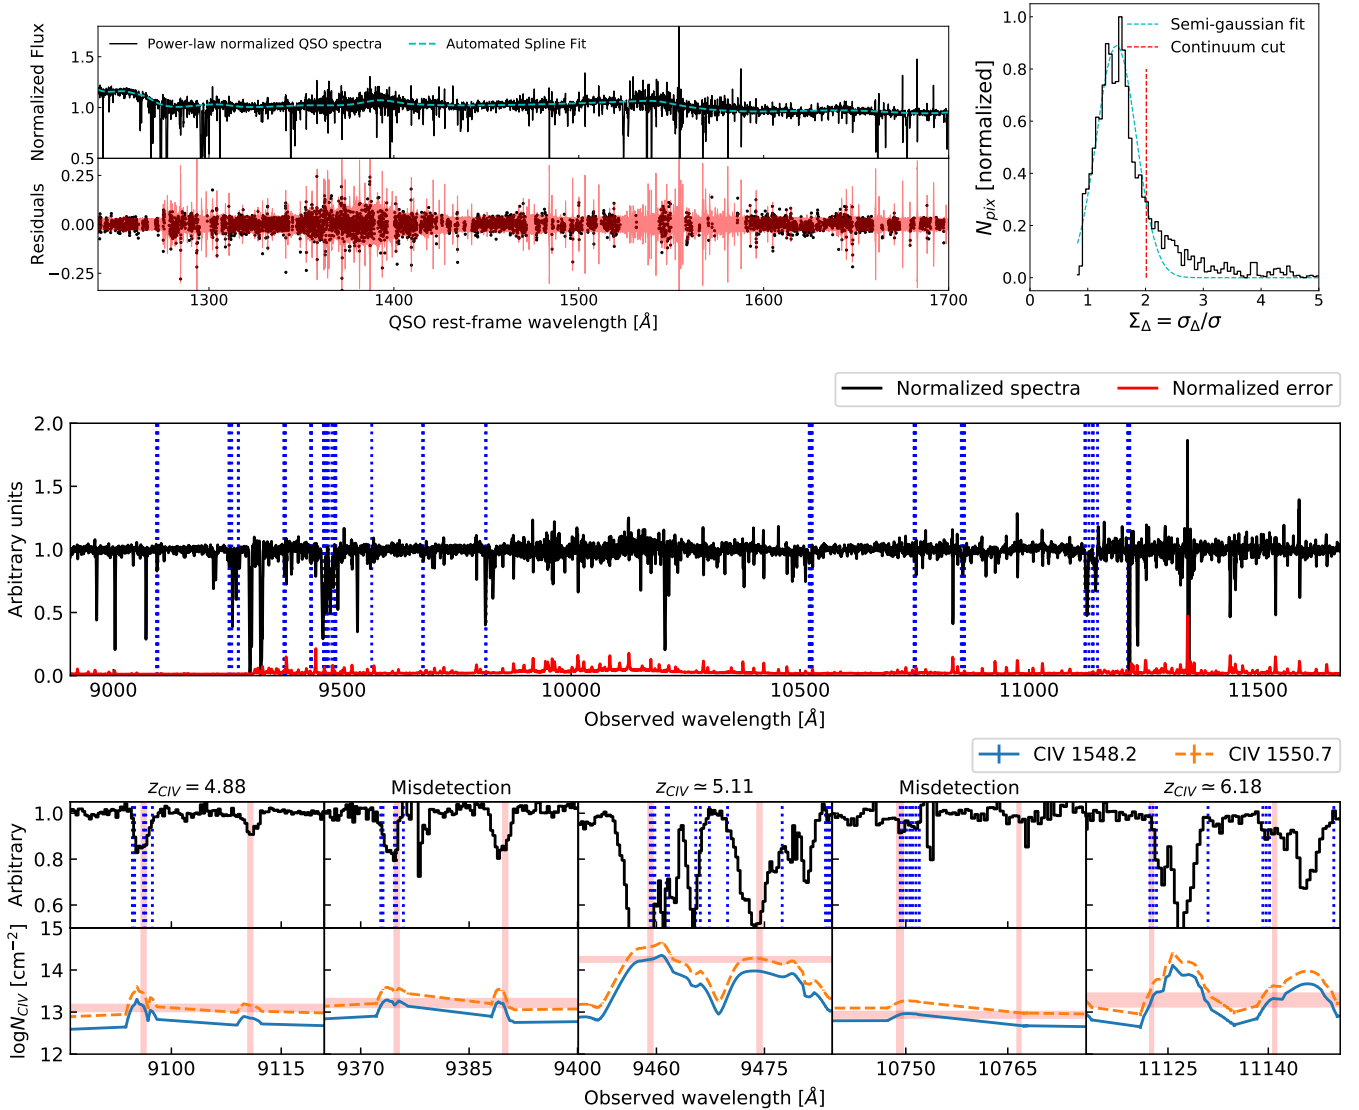 Power-law normalized QSO spectra
Automated Spline Fit
Normalized Flux
1.5
1.0
0.5
Residuals
0.25
0.00
−0.25
1300 1400 1500 1600 1700
QSO rest-frame wavelength [Å]
Semi-gaussian fit
Continuum cut
N_pix [normalized]
1.0
0.8
0.6
0.4
0.2
0.0
0 1 2 3 4 5
Σ_Δ = σ_Δ/σ
Normalized spectra
Normalized error
Arbitrary units
2.0
1.5
1.0
0.5
0.0
9000 9500 10000 10500 11000 11500
Observed wavelength [Å]
CIV 1548.2
CIV 1550.7
z_CIV = 4.88
Misdetection
z_CIV ≃ 5.11
Misdetection
z_CIV ≃ 6.18
Arbitrary
1.0
0.8
0.6
logN_CIV [cm⁻²]
15
14
13
12
9100 9115 9370 9385 9400 9460 9475 10750 10765 11125 11140
Observed wavelength [Å]